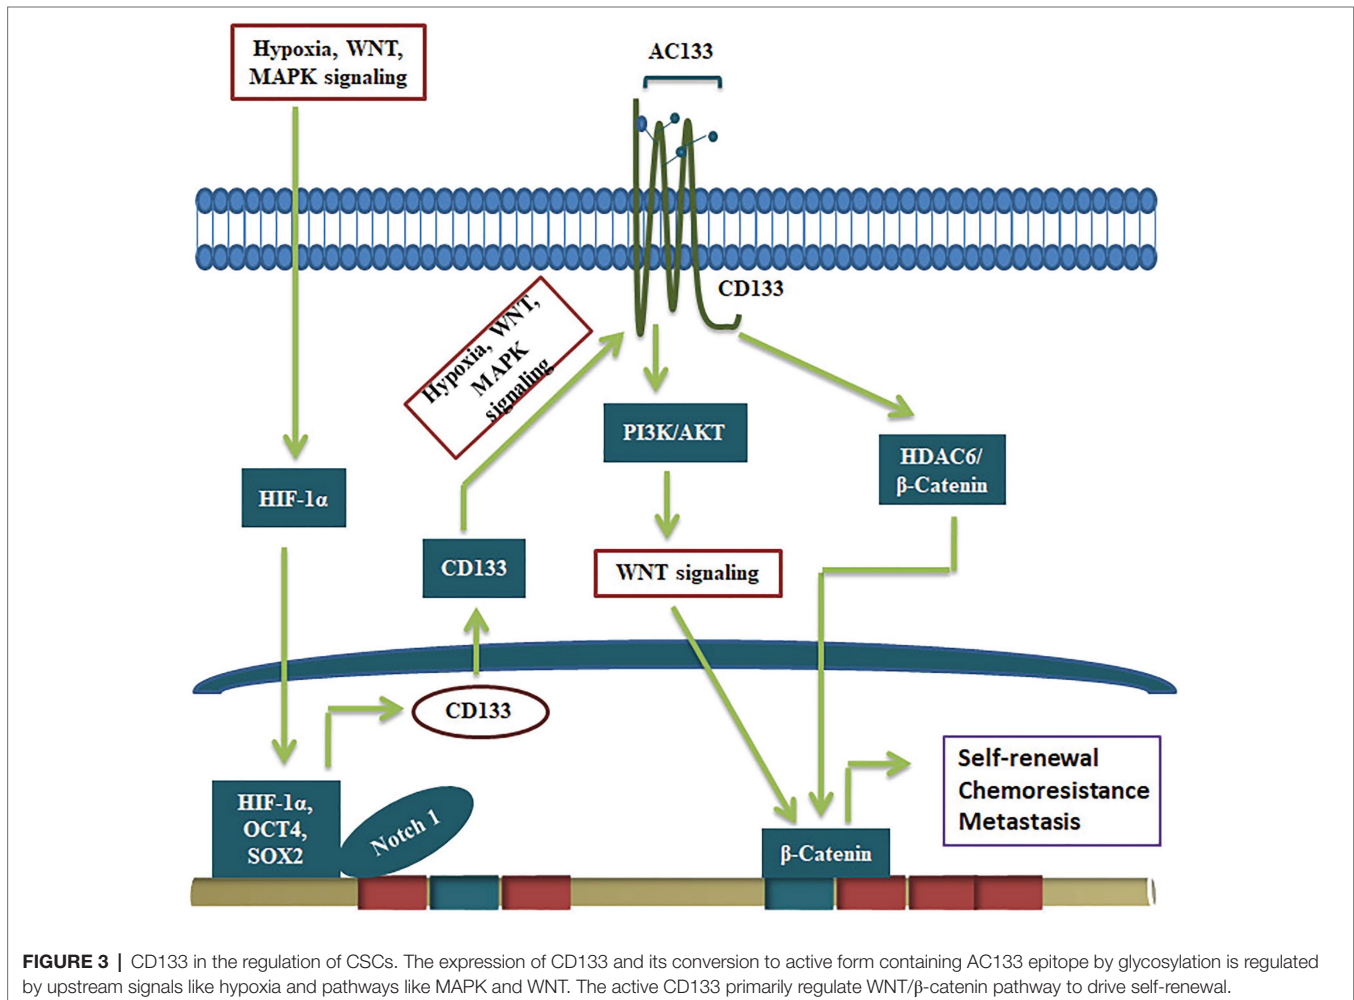 Hypoxia, WNT,
MAPK signaling
AC133
CD133
Hypoxia, WNT,
MAPK
signaling
PI3K/AKT
HDAC6/
β-Catenin
HIF-1α
CD133
WNT signaling
CD133
Self-renewal
Chemoresistance
Metastasis
HIF-1α,
OCT4,
SOX2
Notch 1
β-Catenin
FIGURE 3 | CD133 in the regulation of CSCs. The expression of CD133 and its conversion to active form containing AC133 epitope by glycosylation is regulated
by upstream signals like hypoxia and pathways like MAPK and WNT. The active CD133 primarily regulate WNT/β-catenin pathway to drive self-renewal.